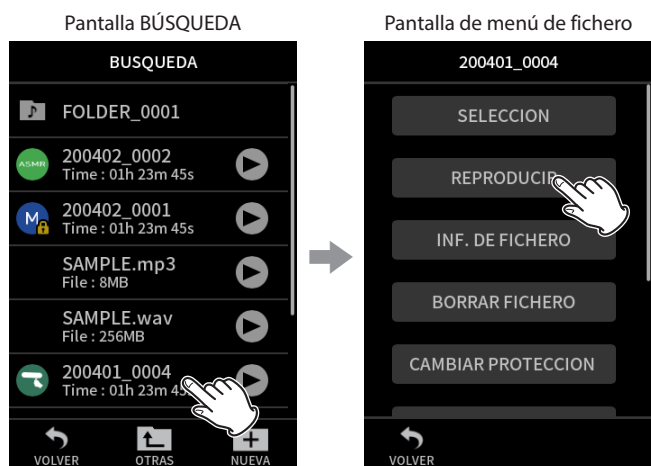 Pantalla BÚSQUEDA
BUSQUEDA
FOLDER_0001
ASMR
200402_0002
Time : 01h 23m 45s
M
200402_0001
Time : 01h 23m 45s
SAMPLE.mp3
File : 8MB
SAMPLE.wav
File : 256MB
200401_0004
Time : 01h 23m 45
VOLVER
OTRAS
NUEVA
Pantalla de menú de fichero
200401_0004
SELECCION
REPRODUCIR
INF. DE FICHERO
BORRAR FICHERO
CAMBIAR PROTECCION
VOLVER